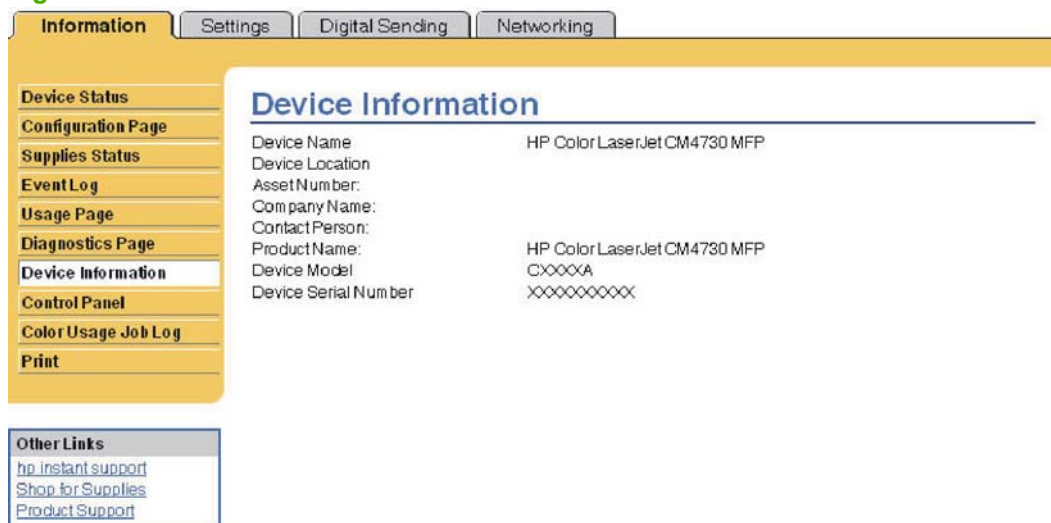 Information Settings Digital Sending Networking
Device Status
Configuration Page
Supplies Status
Event Log
Usage Page
Diagnostics Page
Device Information
Control Panel
Color Usage Job Log
Print
Other Links
hp instant support
Shop for Supplies
Product Support
Device Information
Device Name HP Color LaserJet CM4730 MFP
Device Location
Asset Number:
Company Name:
Contact Person:
Product Name: HP Color LaserJet CM4730 MFP
Device Model CXXXXA
Device Serial Number XXXXXXXXXX